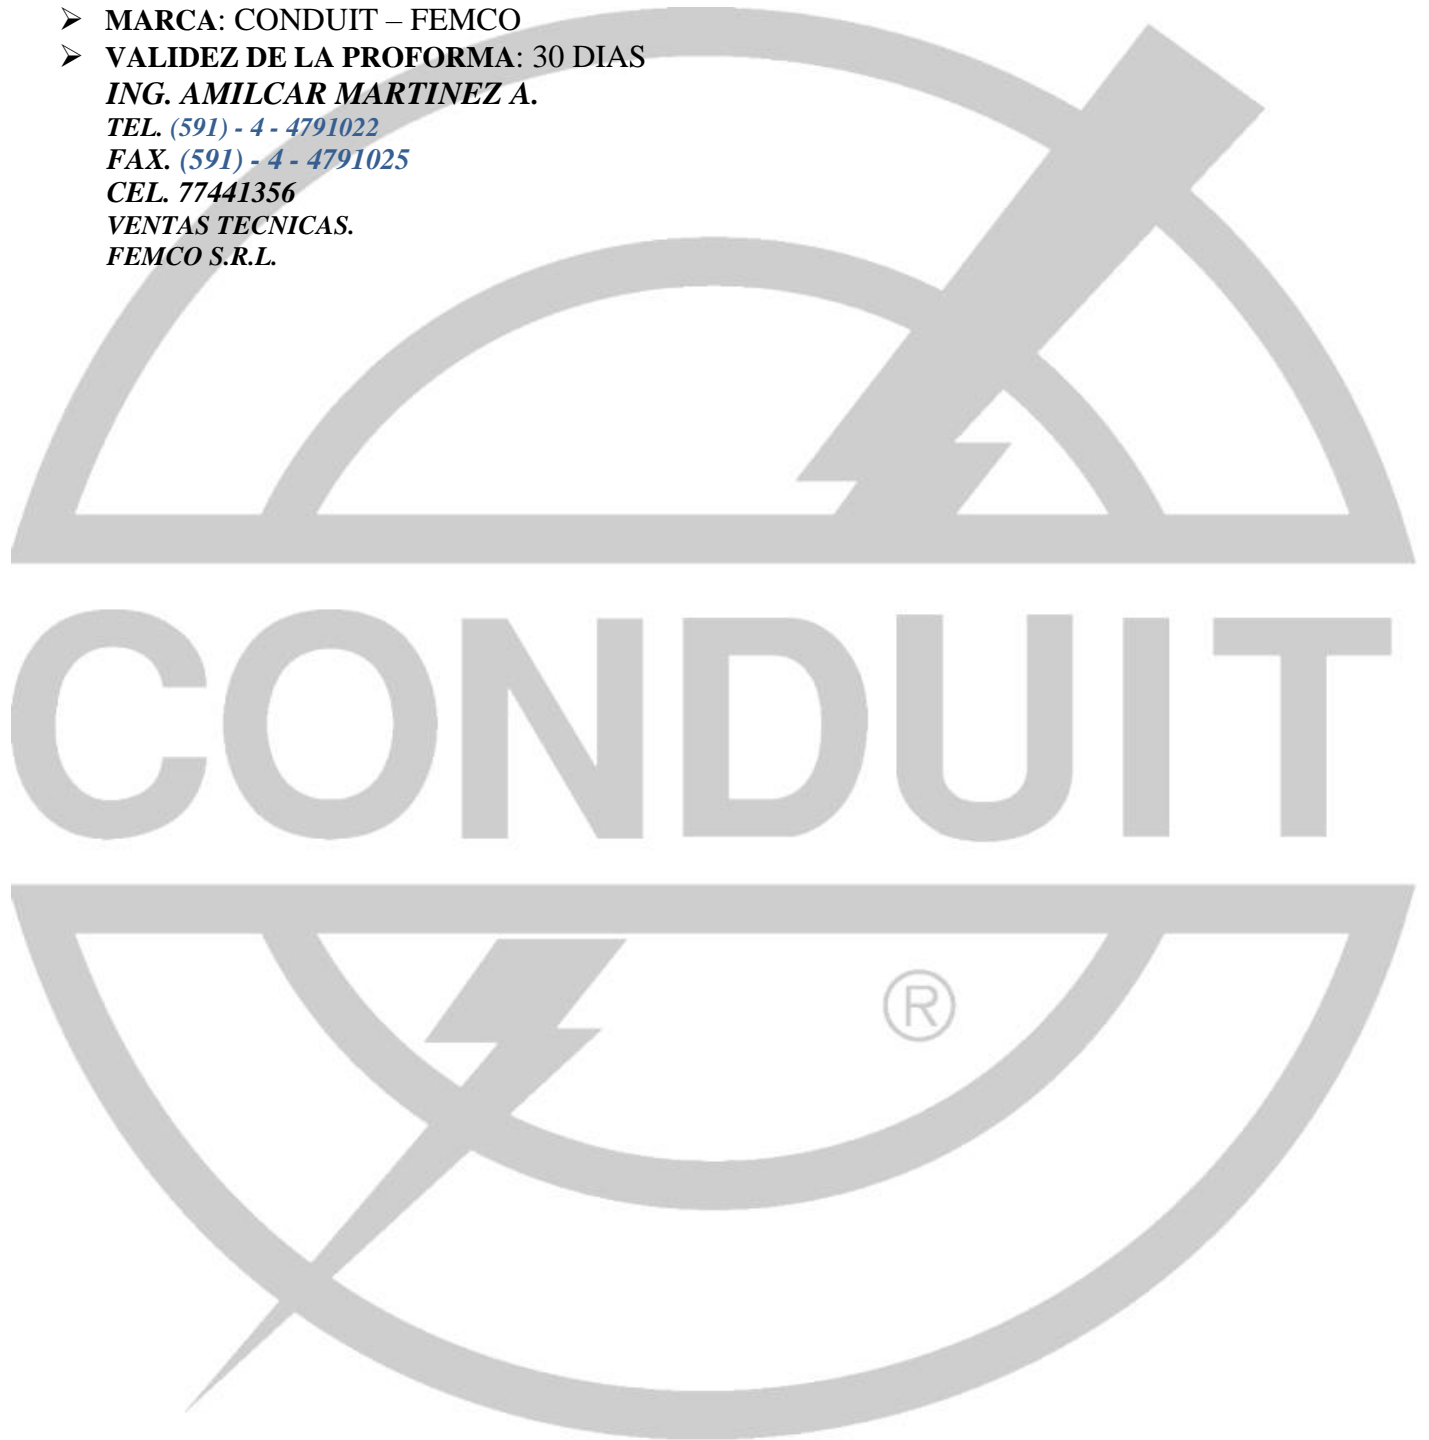 ➢ MARCA: CONDUIT – FEMCO
➢ VALIDEZ DE LA PROFORMA: 30 DIAS
ING. AMILCAR MARTINEZ A.
TEL. (591) - 4 - 4791022
FAX. (591) - 4 - 4791025
CEL. 77441356
VENTAS TECNICAS.
FEMCO S.R.L.
CONDUIT
®